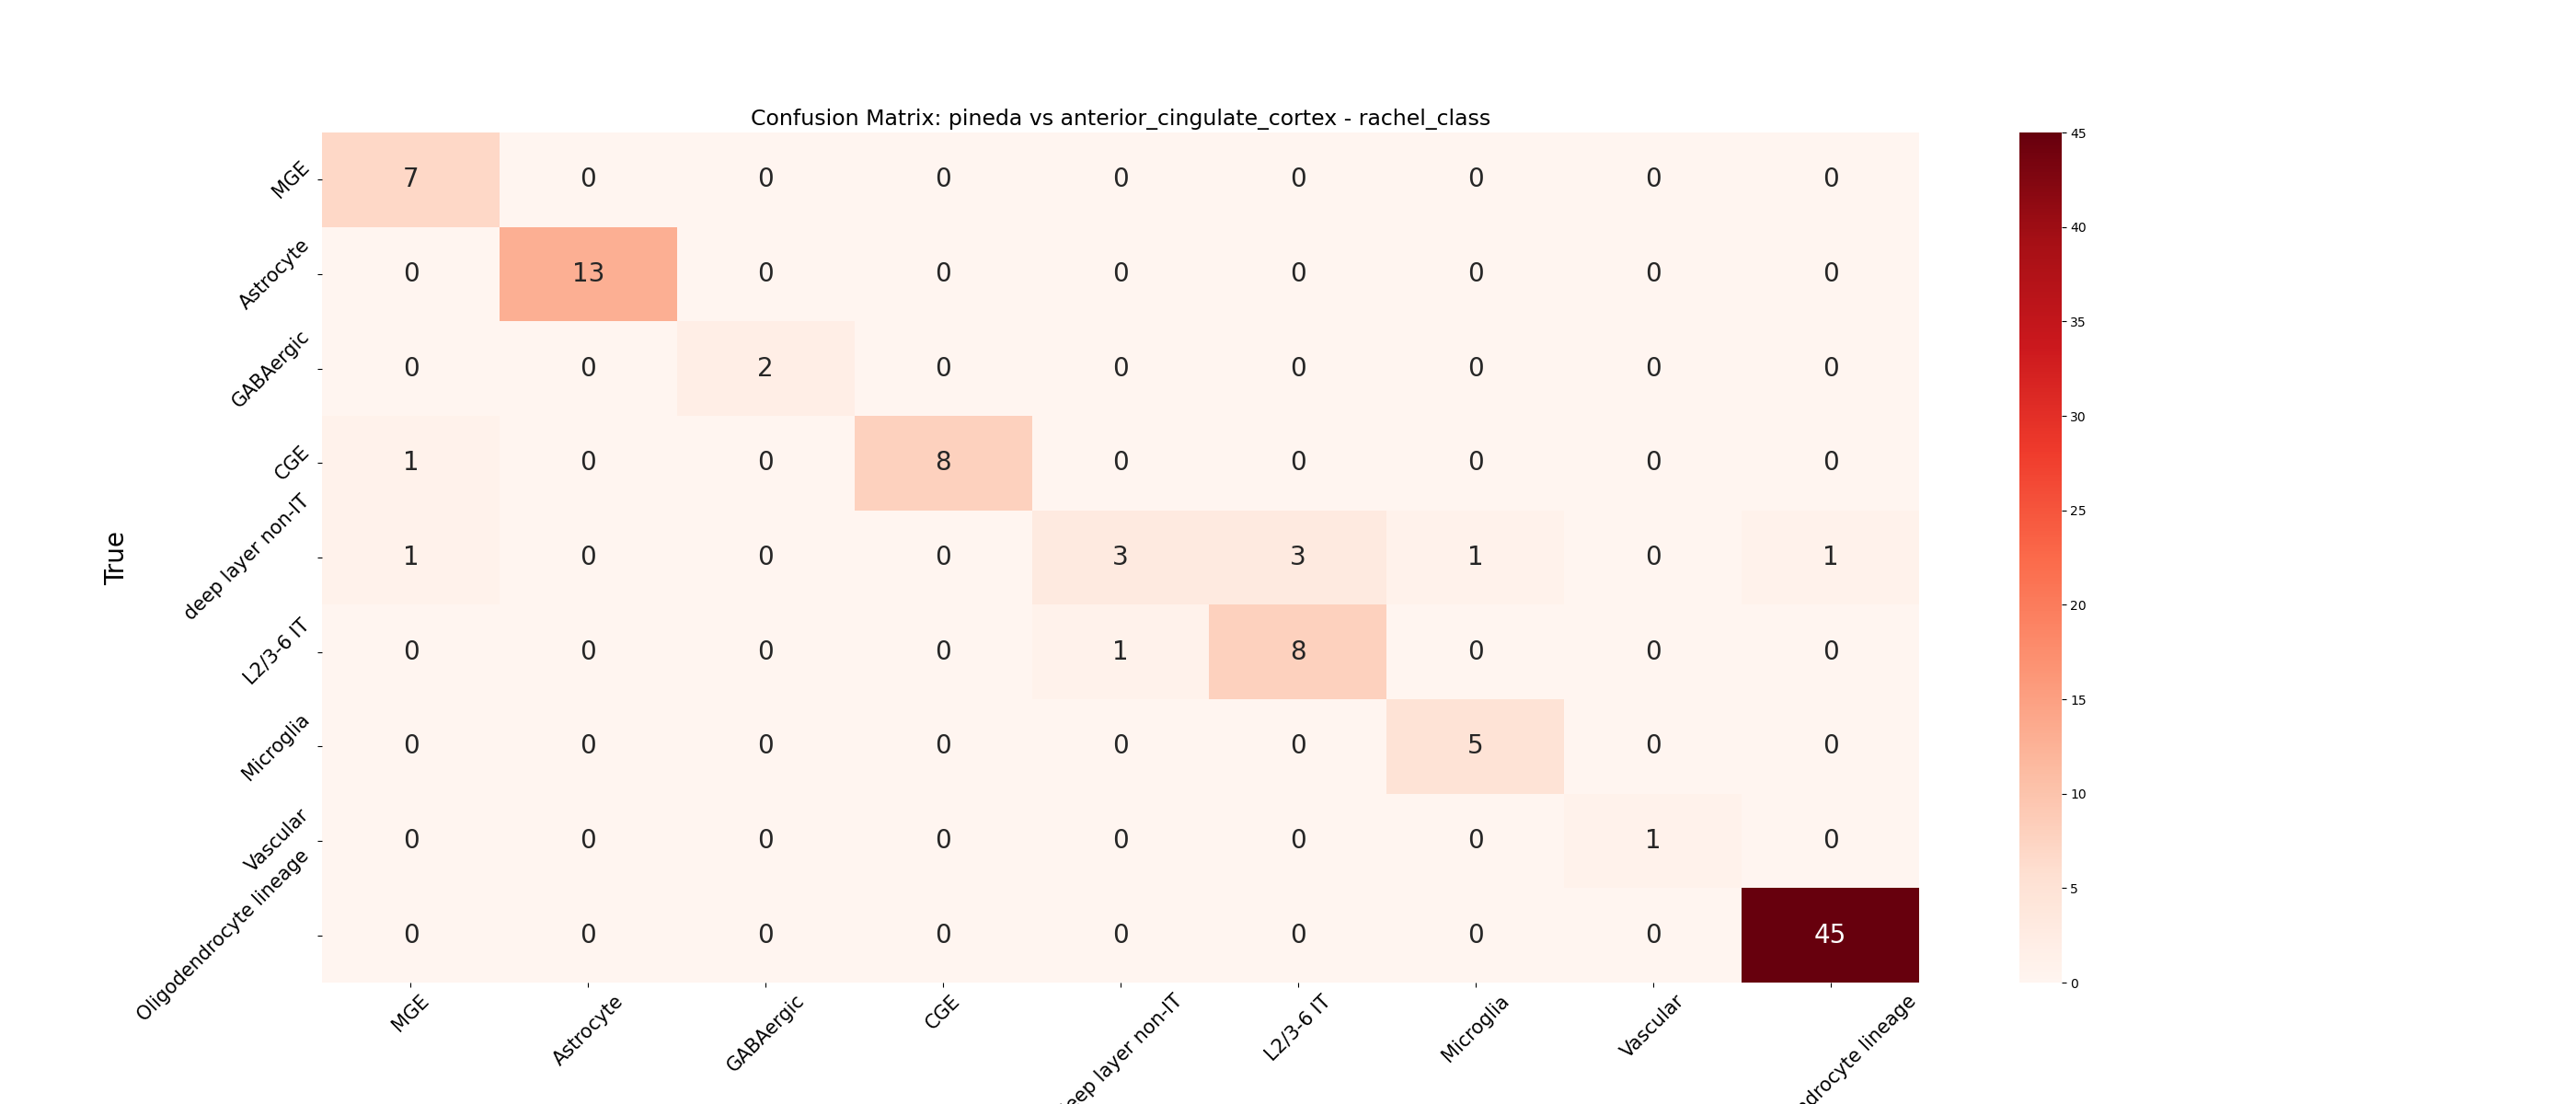 Confusion Matrix: pineda vs anterior_cingulate_cortex - rachel_class
True
MGE 7 0 0 0 0 0 0 0 0
Astrocyte 0 13 0 0 0 0 0 0 0
GABAergic 0 0 2 0 0 0 0 0 0
CGE 1 0 0 8 0 0 0 0 0
deep layer non-IT 1 0 0 0 3 3 1 0 1
L2/3-6 IT 0 0 0 0 1 8 0 0 0
Microglia 0 0 0 0 0 0 5 0 0
Vascular 0 0 0 0 0 0 0 1 0
Oligodendrocyte lineage 0 0 0 0 0 0 0 0 45
MGE Astrocyte GABAergic CGE layer non-IT L2/3-6 IT Microglia Vascular lineage
45
40
35
30
25
20
15
10
5
0